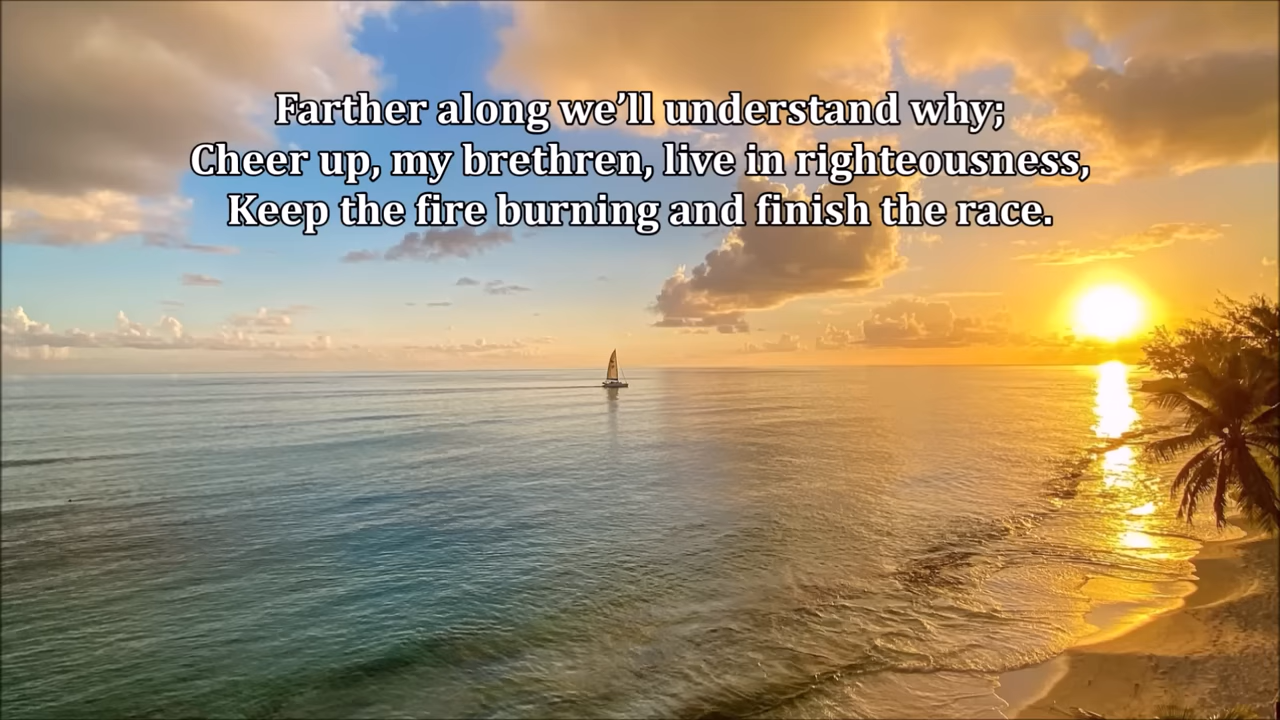 Farther along we’ll understand why;
Cheer up, my brethren, live in righteousness,
Keep the fire burning and finish the race.